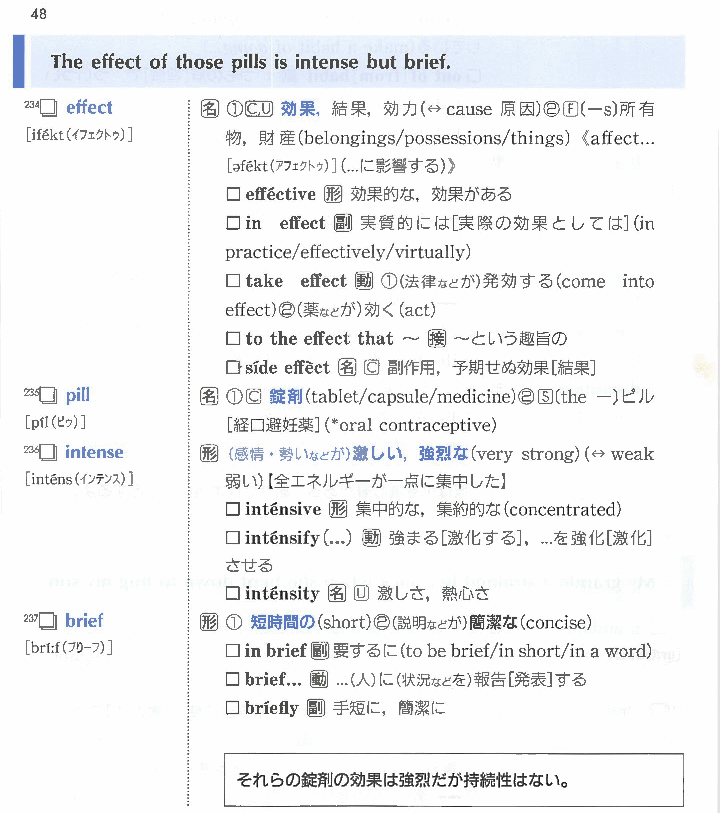 48
The effect of those pills is intense but brief.
234 effect
[ifékt(イフェクトゥ)]
名 ①C,U 効果, 結果, 効力(↔ cause 原因)②F(—s)所有
物, 財産(belongings/possessions/things)《affect...
[əfékt(アフェクトゥ)](...に影響する)》
□ efféctive 形 効果的な, 効果がある
□ in effect 副 実質的には[実際の効果としては](in
practice/effectively/virtually)
□ take effect 動 ①(法律などが)発効する(come into
effect)②(薬などが)効く(act)
□ to the effect that ～ 接 ～という趣旨の
□ síde effèct 名 C 副作用, 予期せぬ効果[結果]
235 pill
[píl(ピゥ)]
名 ①C 錠剤(tablet/capsule/medicine)②S(the —)ピル
[経口避妊薬](*oral contraceptive)
236 intense
[inténs(インテンス)]
形 (感情・勢いなどが)激しい, 強烈な(very strong)(↔ weak
弱い)【全エネルギーが一点に集中した】
□ inténsive 形 集中的な, 集約的な(concentrated)
□ inténsify(...) 動 強まる[激化する], ...を強化[激化]
させる
□ inténsity 名 U 激しさ, 熱心さ
237 brief
[brí:f(ブリーフ)]
形 ① 短時間の(short)②(説明などが)簡潔な(concise)
□ in brief 副 要するに(to be brief/in short/in a word)
□ brief... 動 ...(人)に(状況などを)報告[発表]する
□ bríefly 副 手短に, 簡潔に
それらの錠剤の効果は強烈だが持続性はない。